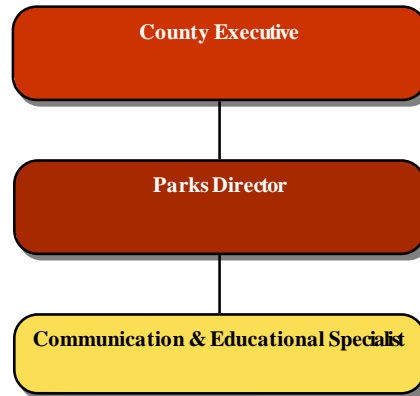 County Executive
Parks Director
Communication & Educational Specialist